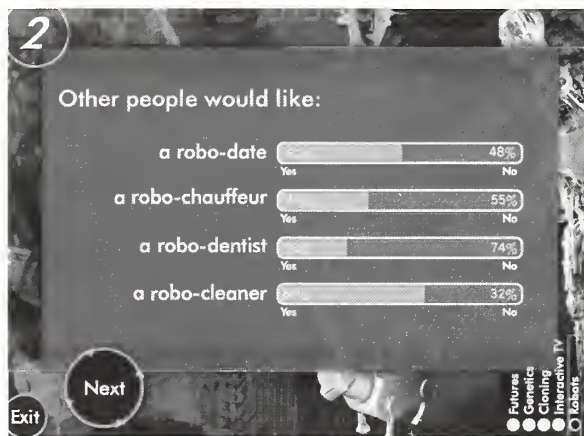 2
Other people would like:
a robo-date
48%
Yes No
a robo-chauffeur
55%
Yes No
a robo-dentist
74%
Yes No
a robo-cleaner
32%
Yes No
Next
Exit
Futures
Genetics
Cloning
Interactive TV
Robots